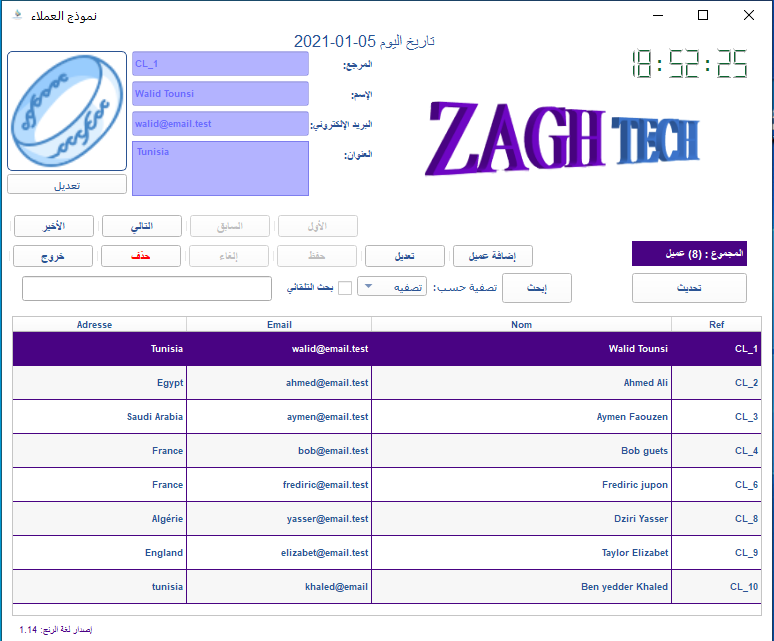 نموذج العملاء
تاريخ اليوم 05-01-2021
18:52:25
المرجع: CL_1
الإسم: Walid Tounsi
البريد الإلكتروني: walid@email.test
العنوان: Tunisia
تعديل
ZAGH TECH
الأول السابق التالي الأخير
إضافة عميل تعديل حفظ إلغاء حذف خروج
المجموع : (8) عميل
تحديث إبحث تصفية حسب: تصفيه بحث التلقائي
Adresse Email Nom Ref
Tunisia walid@email.test Walid Tounsi CL_1
Egypt ahmed@email.test Ahmed Ali CL_2
Saudi Arabia aymen@email.test Aymen Faouzen CL_3
France bob@email.test Bob guets CL_4
France frediric@email.test Frediric jupon CL_6
Algérie yasser@email.test Dziri Yasser CL_8
England elizabet@email.test Taylor Elizabet CL_9
tunisia khaled@email Ben yedder Khaled CL_10
إصدار لغة الرنج: 1.14